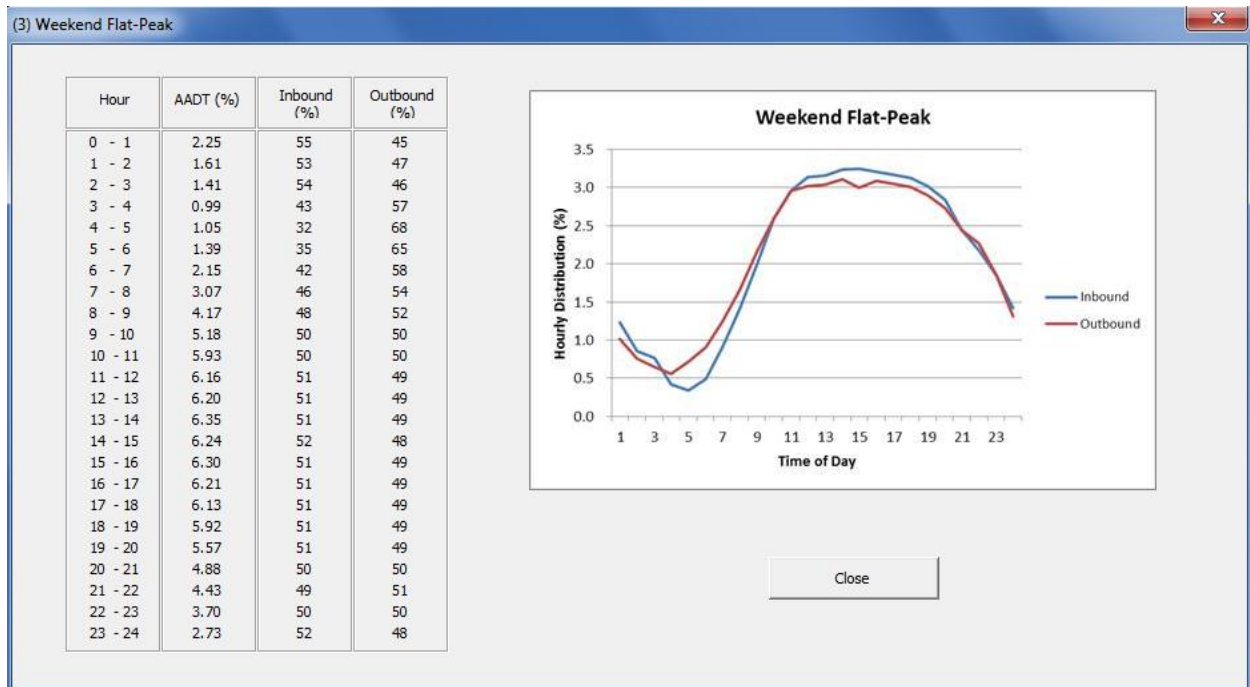 (3) Weekend Flat-Peak
x
Hour AADT (%) Inbound (%) Outbound (%)
0 - 1 2.25 55 45
1 - 2 1.61 53 47
2 - 3 1.41 54 46
3 - 4 0.99 43 57
4 - 5 1.05 32 68
5 - 6 1.39 35 65
6 - 7 2.15 42 58
7 - 8 3.07 46 54
8 - 9 4.17 48 52
9 - 10 5.18 50 50
10 - 11 5.93 50 50
11 - 12 6.16 51 49
12 - 13 6.20 51 49
13 - 14 6.35 51 49
14 - 15 6.24 52 48
15 - 16 6.30 51 49
16 - 17 6.21 51 49
17 - 18 6.13 51 49
18 - 19 5.92 51 49
19 - 20 5.57 51 49
20 - 21 4.88 50 50
21 - 22 4.43 49 51
22 - 23 3.70 50 50
23 - 24 2.73 52 48
Weekend Flat-Peak
Hourly Distribution (%)
3.5
3.0
2.5
2.0
1.5
1.0
0.5
0.0
1 3 5 7 9 11 13 15 17 19 21 23
Time of Day
Inbound
Outbound
Close